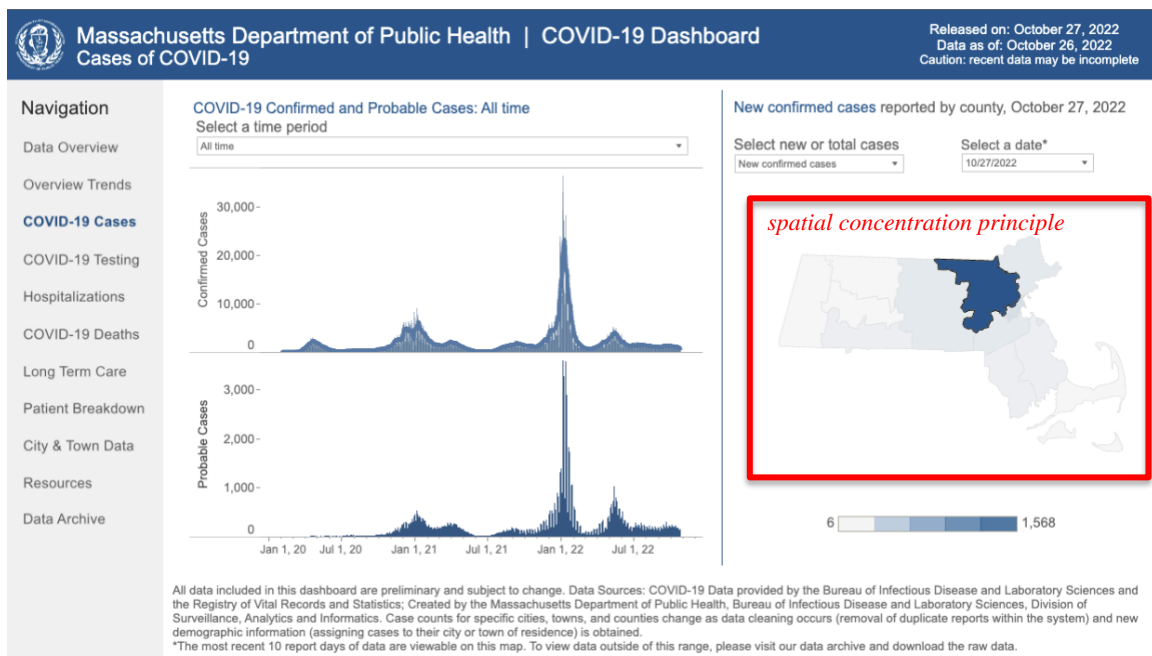 Massachusetts Department of Public Health | COVID-19 Dashboard
Cases of COVID-19
Released on: October 27, 2022
Data as of: October 26, 2022
Caution: recent data may be incomplete
Navigation
Data Overview
Overview Trends
COVID-19 Cases
COVID-19 Testing
Hospitalizations
COVID-19 Deaths
Long Term Care
Patient Breakdown
City & Town Data
Resources
Data Archive
COVID-19 Confirmed and Probable Cases: All time
Select a time period
All time
Confirmed Cases
30,000
20,000
10,000
0
Probable Cases
3,000
2,000
1,000
0
Jan 1, 20 Jul 1, 20 Jan 1, 21 Jul 1, 21 Jan 1, 22 Jul 1, 22
New confirmed cases reported by county, October 27, 2022
Select new or total cases
New confirmed cases
Select a date*
10/27/2022
spatial concentration principle
6 1,568
All data included in this dashboard are preliminary and subject to change. Data Sources: COVID-19 Data provided by the Bureau of Infectious Disease and Laboratory Sciences and
the Registry of Vital Records and Statistics; Created by the Massachusetts Department of Public Health, Bureau of Infectious Disease and Laboratory Sciences, Division of
Surveillance, Analytics and Informatics. Case counts for specific cities, towns, and counties change as data cleaning occurs (removal of duplicate reports within the system) and new
demographic information (assigning cases to their city or town of residence) is obtained.
*The most recent 10 report days of data are viewable on this map. To view data outside of this range, please visit our data archive and download the raw data.